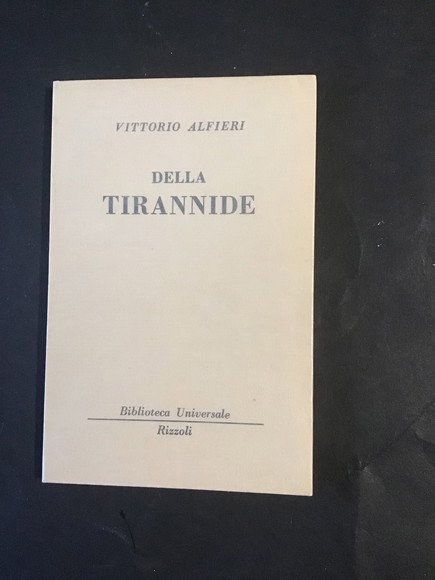 VITTORIO ALFIERI
DELLA
TIRANNIDE
Biblioteca Universale
Rizzoli